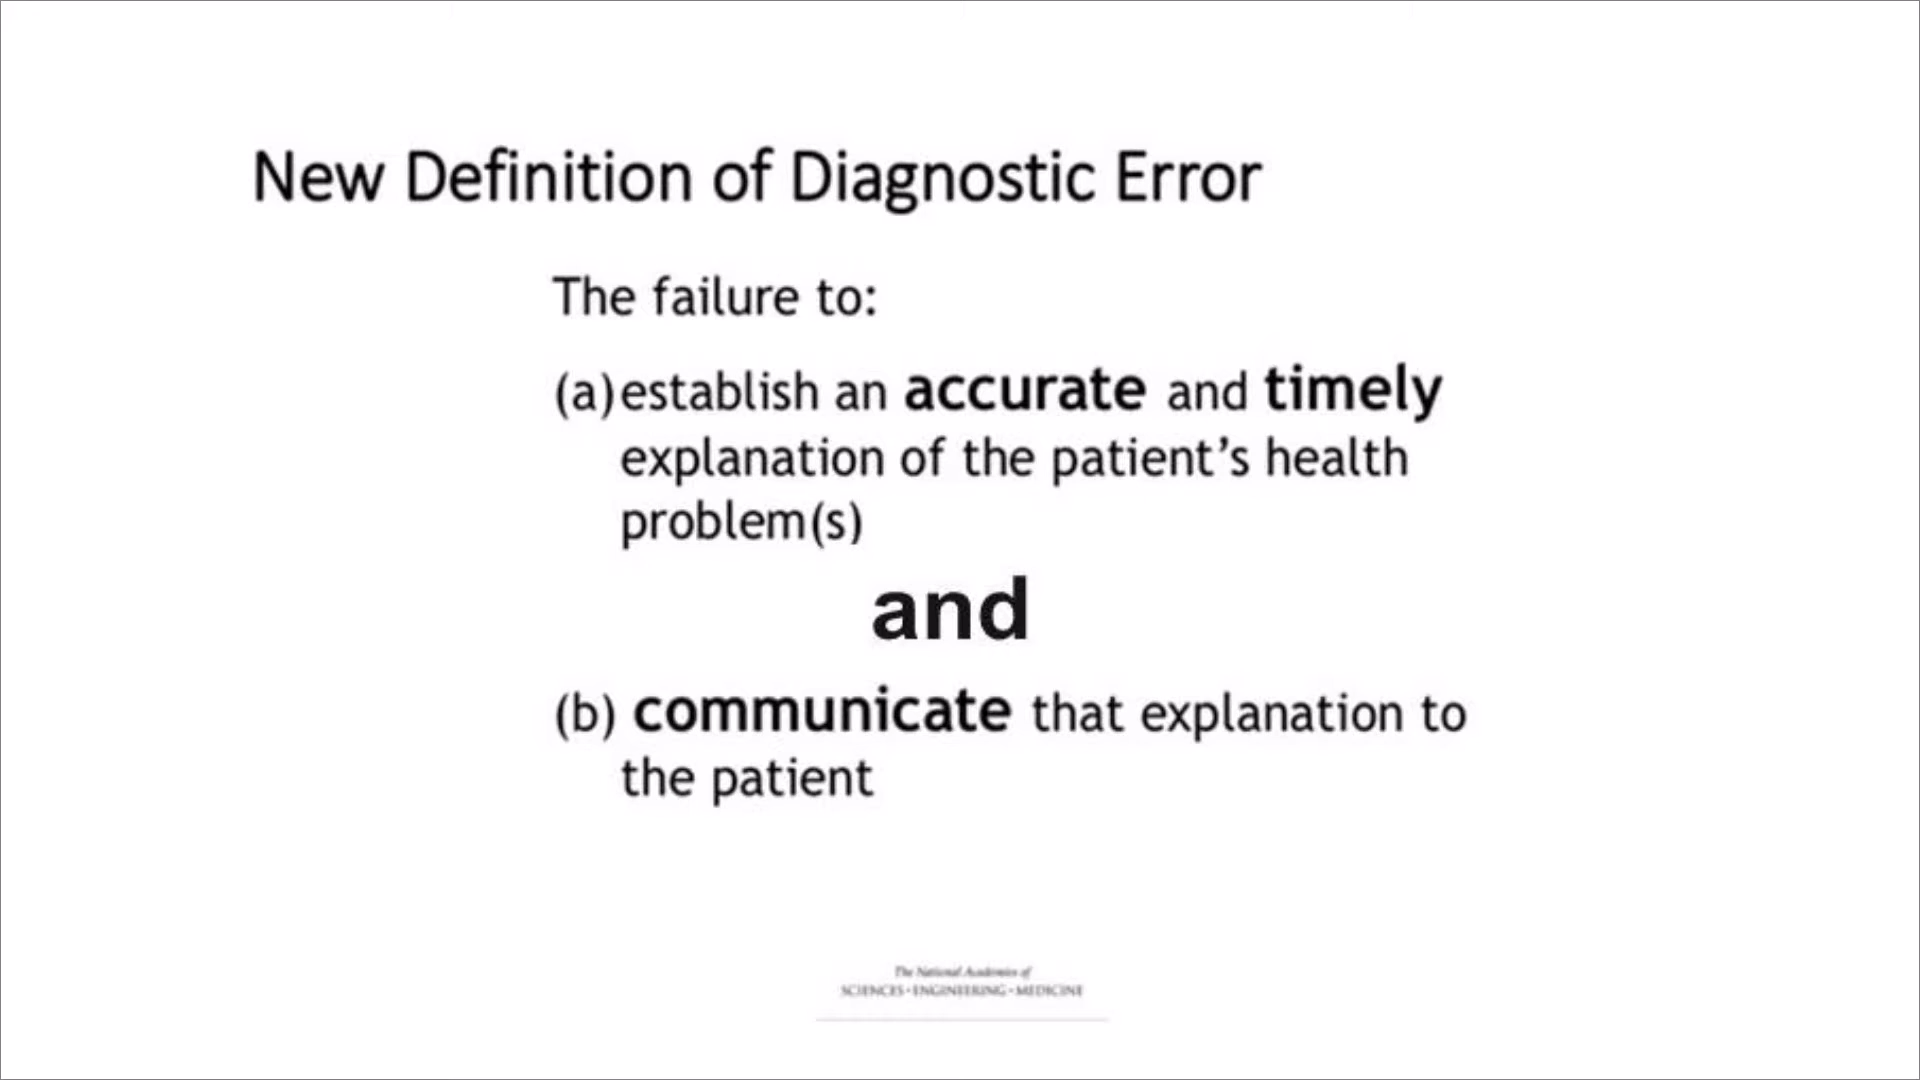 New Definition of Diagnostic Error
The failure to:
(a) establish an accurate and timely
explanation of the patient’s health
problem(s)
and
(b) communicate that explanation to
the patient
The National Academies of
SCIENCES • ENGINEERING • MEDICINE